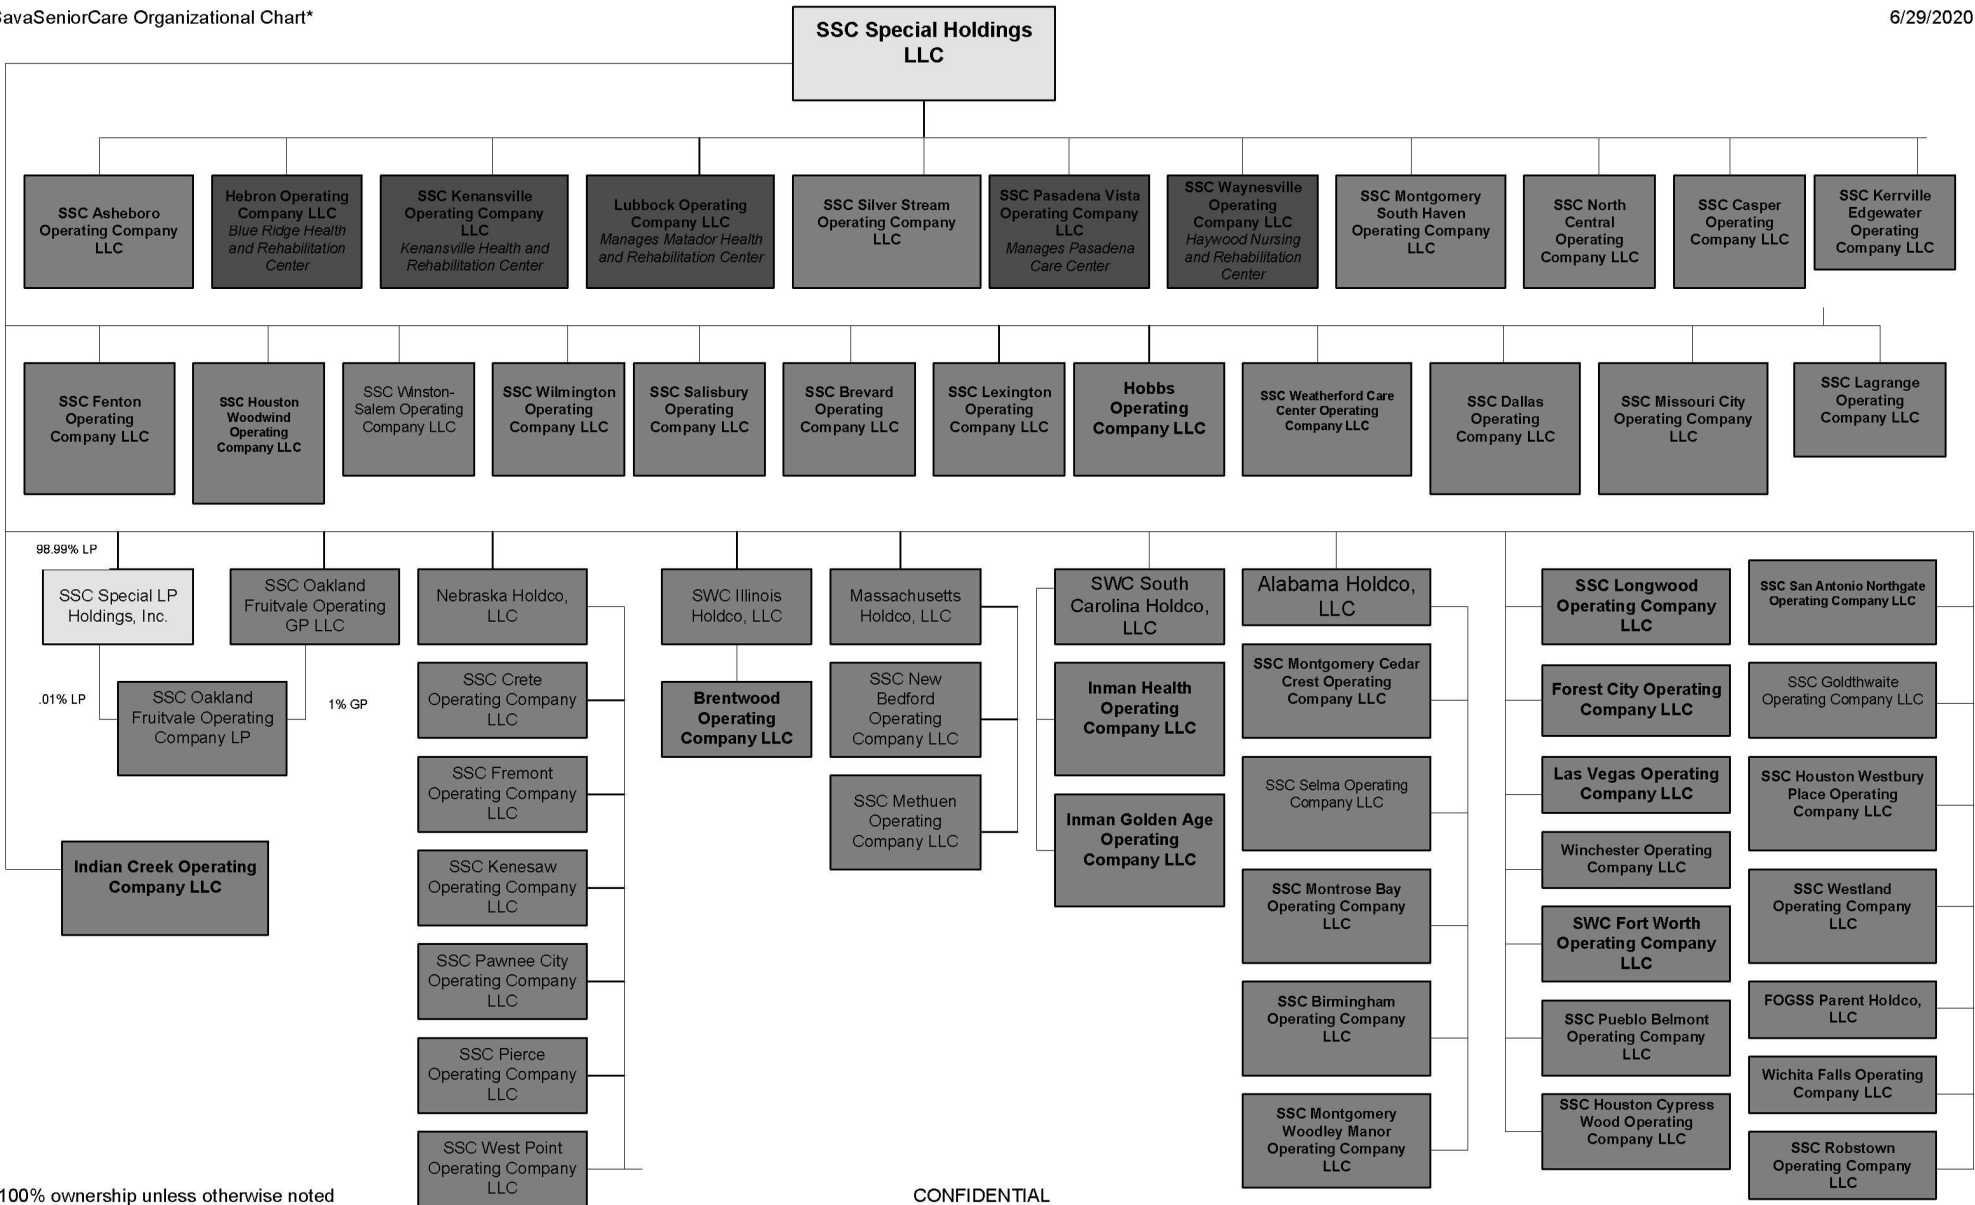 SavaSeniorCare Organizational Chart*
6/29/2020
SSC Special Holdings
LLC
SSC Asheboro
Operating Company
LLC
Hebron Operating
Company LLC
Blue Ridge Health
and Rehabilitation
Center
SSC Kenansville
Operating Company
LLC
Kenansville Health and
Rehabilitation Center
Lubbock Operating
Company LLC
Manages Matador Health
and Rehabilitation Center
SSC Silver Stream
Operating Company
LLC
SSC Pasadena Vista
Operating Company
LLC
Manages Pasadena
Care Center
SSC Waynesville
Operating
Company LLC
Haywood Nursing
and Rehabilitation
Center
SSC Montgomery
South Haven
Operating Company
LLC
SSC North
Central
Operating
Company LLC
SSC Casper
Operating
Company LLC
SSC Kerrville
Edgewater
Operating
Company LLC
SSC Fenton
Operating
Company LLC
SSC Houston
Woodwind
Operating
Company LLC
SSC Winston-
Salem Operating
Company LLC
SSC Wilmington
Operating
Company LLC
SSC Salisbury
Operating
Company LLC
SSC Brevard
Operating
Company LLC
SSC Lexington
Operating
Company LLC
Hobbs
Operating
Company LLC
SSC Weatherford Care
Center Operating
Company LLC
SSC Dallas
Operating
Company LLC
SSC Missouri City
Operating Company
LLC
SSC Lagrange
Operating
Company LLC
98.99% LP
SSC Special LP
Holdings, Inc.
SSC Oakland
Fruitvale Operating
GP LLC
.01% LP
SSC Oakland
Fruitvale Operating
Company LP
1% GP
Indian Creek Operating
Company LLC
Nebraska Holdco,
LLC
SSC Crete
Operating Company
LLC
SSC Fremont
Operating Company
LLC
SSC Kenesaw
Operating Company
LLC
SSC Pawnee City
Operating Company
LLC
SSC Pierce
Operating Company
LLC
SSC West Point
Operating Company
LLC
SWC Illinois
Holdco, LLC
Brentwood
Operating
Company LLC
Massachusetts
Holdco, LLC
SSC New
Bedford
Operating
Company LLC
SSC Methuen
Operating
Company LLC
SWC South
Carolina Holdco,
LLC
Inman Health
Operating
Company LLC
Inman Golden Age
Operating
Company LLC
Alabama Holdco,
LLC
SSC Montgomery Cedar
Crest Operating
Company LLC
SSC Selma Operating
Company LLC
SSC Montrose Bay
Operating Company
LLC
SSC Birmingham
Operating Company
LLC
SSC Montgomery
Woodley Manor
Operating Company
LLC
SSC Longwood
Operating Company
LLC
Forest City Operating
Company LLC
Las Vegas Operating
Company LLC
Winchester Operating
Company LLC
SWC Fort Worth
Operating Company
LLC
SSC Pueblo Belmont
Operating Company
LLC
SSC Houston Cypress
Wood Operating
Company LLC
SSC San Antonio Northgate
Operating Company LLC
SSC Goldthwaite
Operating Company LLC
SSC Houston Westbury
Place Operating
Company LLC
SSC Westland
Operating Company
LLC
FOGSS Parent Holdco,
LLC
Wichita Falls Operating
Company LLC
SSC Robstown
Operating Company
LLC
100% ownership unless otherwise noted
CONFIDENTIAL